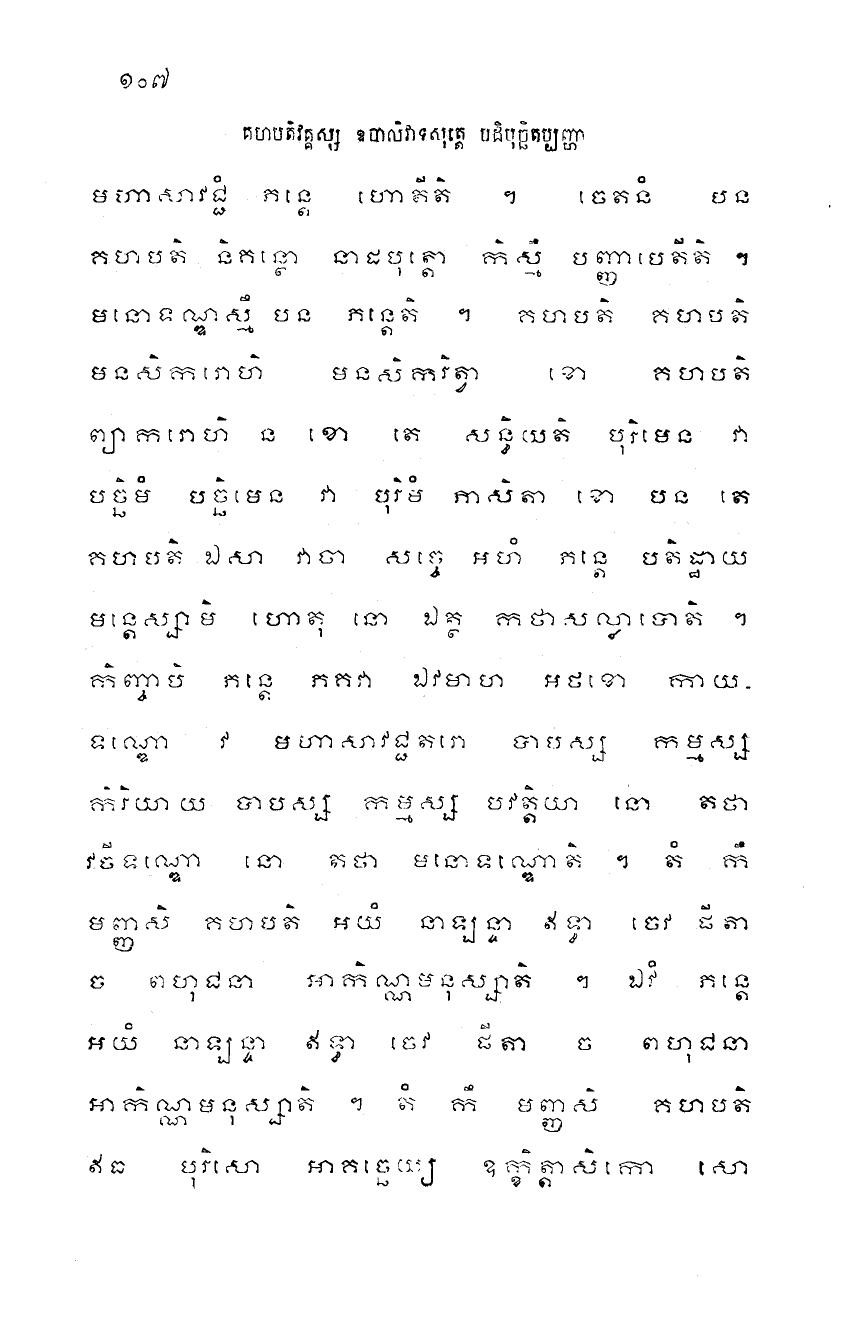 ១០៧
គហបតិវគ្គស្ស ឧបាលិវាទសុត្តេ បដិបុច្ឆិតប្បញ្ហា
មហាសាវជ្ជំ ភន្តេ ហោតីតិ ។ ចេតនំ បន
គហបតិ និគន្ថោ នាដបុត្តោ កិស្មឹ បញ្ញាបេតីតិ ។
មនោទណ្ឌស្មឹ បន ភន្តេតិ ។ គហបតិ គហបតិ
មនសិករោហិ មនសិករិត្វា ខោ គហបតិ
ព្យាករោហិ ន ខោ តេ សន្ធិយតិ បុរិមេន វា
បច្ឆិមំ បច្ឆិមេន វា បុរិមំ ភាសិតា ខោ បន តេ
គហបតិ ឯសា វាចា សច្ចេ អហំ ភន្តេ បតិដ្ឋាយ
មន្តេស្សាមិ ហោតុ នោ ឯត្ថ កថាសល្លាបោតិ ។
កិញ្ចាបិ ភន្តេ ភគវា ឯវមាហ អថខោ កាយ-
ទណ្ឌោ វ មហាសាវជ្ជតរោ បាបស្ស កម្មស្ស
កិរិយាយ បាបស្ស កម្មស្ស បវត្តិយា នោ តថា
វចីទណ្ឌោ នោ តថា មនោទណ្ឌោតិ ។ តំ កឹ
មញ្ញសិ គហបតិ អយំ នាឡន្ទា ឥទ្ធា ចេវ ផីតា
ច ពហុជនា អាកិណ្ណមនុស្សាតិ ។ ឯវំ ភន្តេ
អយំ នាឡន្ទា ឥទ្ធា ចេវ ផីតា ច ពហុជនា
អាកិណ្ណមនុស្សាតិ ។ តំ កឹ មញ្ញសិ គហបតិ
ឥធ បុរិសោ អាគច្ឆេយ្យ ឧក្ខិត្តាសិកោ សោ